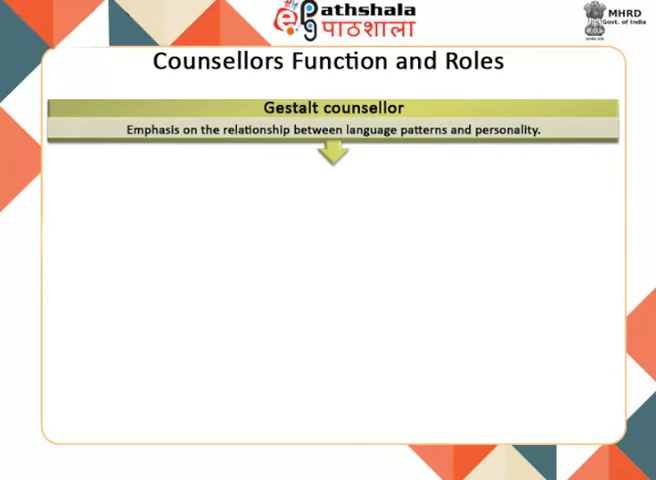 athshala
पाठशाला
MHRD
Govt. of India
Counsellors Function and Roles
Gestalt counsellor
Emphasis on the relationship between language patterns and personality.